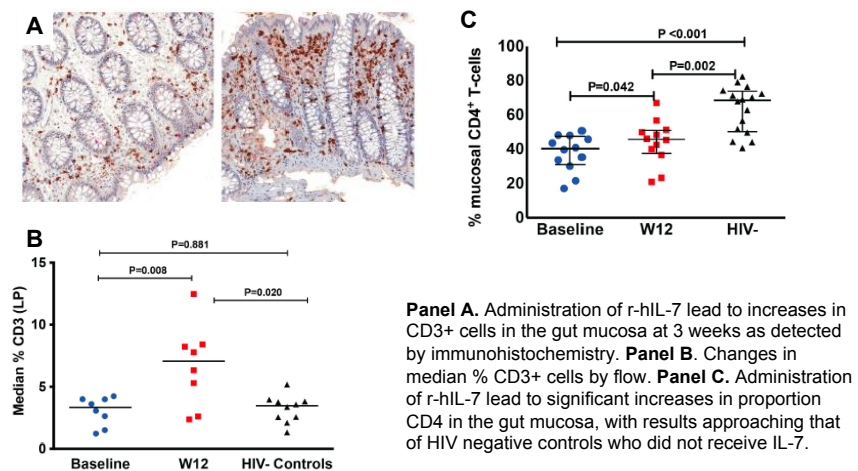 A
C
P <0.001
P=0.002
P=0.042
100
80
60
40
20
0
% mucosal CD4+ T-cells
Baseline W12 HIV-
B
P=0.881
P=0.008
P=0.020
15
10
5
0
Median % CD3 (LP)
Baseline W12 HIV- Controls
Panel A. Administration of r-hIL-7 lead to increases in
CD3+ cells in the gut mucosa at 3 weeks as detected
by immunohistochemistry. Panel B. Changes in
median % CD3+ cells by flow. Panel C. Administration
of r-hIL-7 lead to significant increases in proportion
CD4 in the gut mucosa, with results approaching that
of HIV negative controls who did not receive IL-7.